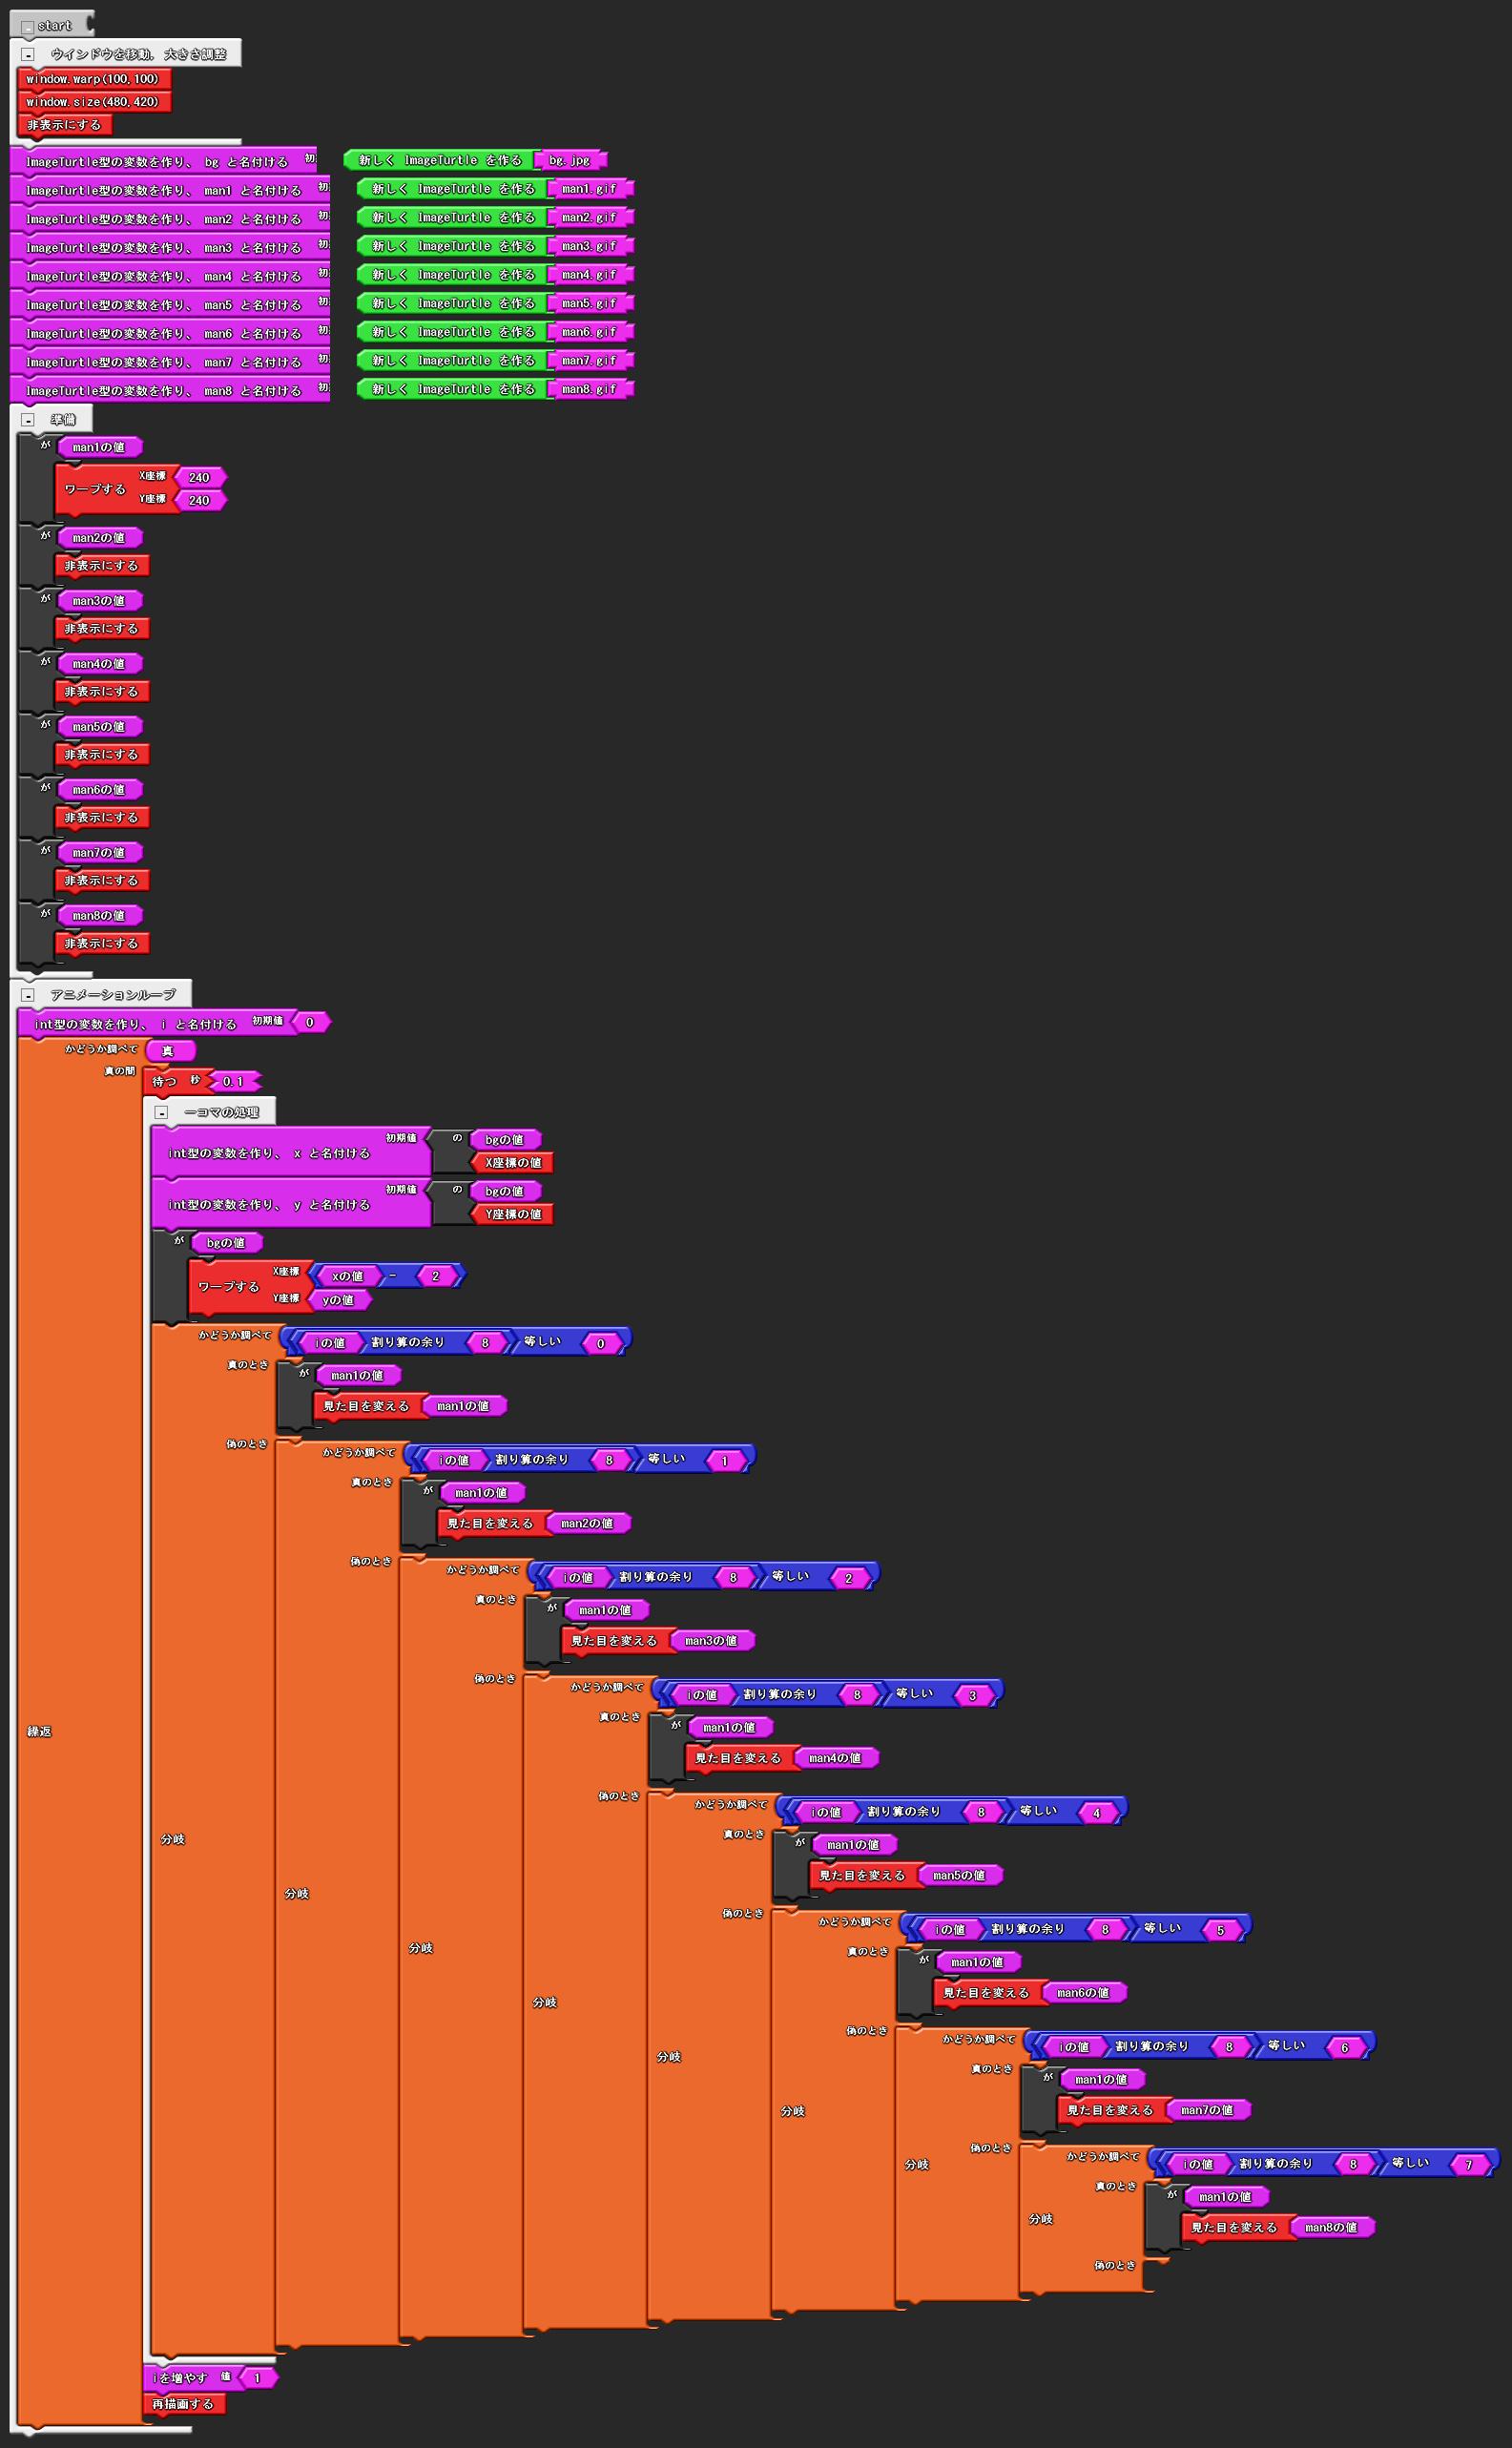 start
ウインドウを移動, 大きさ調整
window.warp(100,100)
window.size(480,420)
非表示にする
ImageTurtle型の変数を作り、 bg と名付ける 新しく ImageTurtle を作る bg.jpg
ImageTurtle型の変数を作り、 man1 と名付ける 新しく ImageTurtle を作る man1.gif
ImageTurtle型の変数を作り、 man2 と名付ける 新しく ImageTurtle を作る man2.gif
ImageTurtle型の変数を作り、 man3 と名付ける 新しく ImageTurtle を作る man3.gif
ImageTurtle型の変数を作り、 man4 と名付ける 新しく ImageTurtle を作る man4.gif
ImageTurtle型の変数を作り、 man5 と名付ける 新しく ImageTurtle を作る man5.gif
ImageTurtle型の変数を作り、 man6 と名付ける 新しく ImageTurtle を作る man6.gif
ImageTurtle型の変数を作り、 man7 と名付ける 新しく ImageTurtle を作る man7.gif
ImageTurtle型の変数を作り、 man8 と名付ける 新しく ImageTurtle を作る man8.gif
準備
が man1の値
ワープする X座標 240
Y座標 240
が man2の値
非表示にする
が man3の値
非表示にする
が man4の値
非表示にする
が man5の値
非表示にする
が man6の値
非表示にする
が man7の値
非表示にする
が man8の値
非表示にする
アニメーションループ
int型の変数を作り、 i と名付ける 初期値 0
かどうか調べて 真
真の間 待つ 秒 0.1
一コマの処理
int型の変数を作り、 x と名付ける 初期値 の bgの値
X座標の値
int型の変数を作り、 y と名付ける 初期値 の bgの値
Y座標の値
が bgの値
ワープする X座標 xの値 - 2
Y座標 yの値
かどうか調べて iの値 割り算の余り 8 等しい 0
真のとき が man1の値
見た目を変える man1の値
偽のとき かどうか調べて iの値 割り算の余り 8 等しい 1
真のとき が man1の値
見た目を変える man2の値
偽のとき かどうか調べて iの値 割り算の余り 8 等しい 2
真のとき が man1の値
見た目を変える man3の値
偽のとき かどうか調べて iの値 割り算の余り 8 等しい 3
真のとき が man1の値
繰返
見た目を変える man4の値
偽のとき かどうか調べて iの値 割り算の余り 8 等しい 4
真のとき が man1の値
分岐
見た目を変える man5の値
分岐
偽のとき かどうか調べて iの値 割り算の余り 8 等しい 5
分岐
真のとき が man1の値
見た目を変える man6の値
分岐
偽のとき かどうか調べて iの値 割り算の余り 8 等しい 6
分岐
真のとき が man1の値
見た目を変える man7の値
分岐
偽のとき かどうか調べて iの値 割り算の余り 8 等しい 7
分岐
真のとき が man1の値
分岐
見た目を変える man8の値
偽のとき
iを増やす 値 1
再描画する